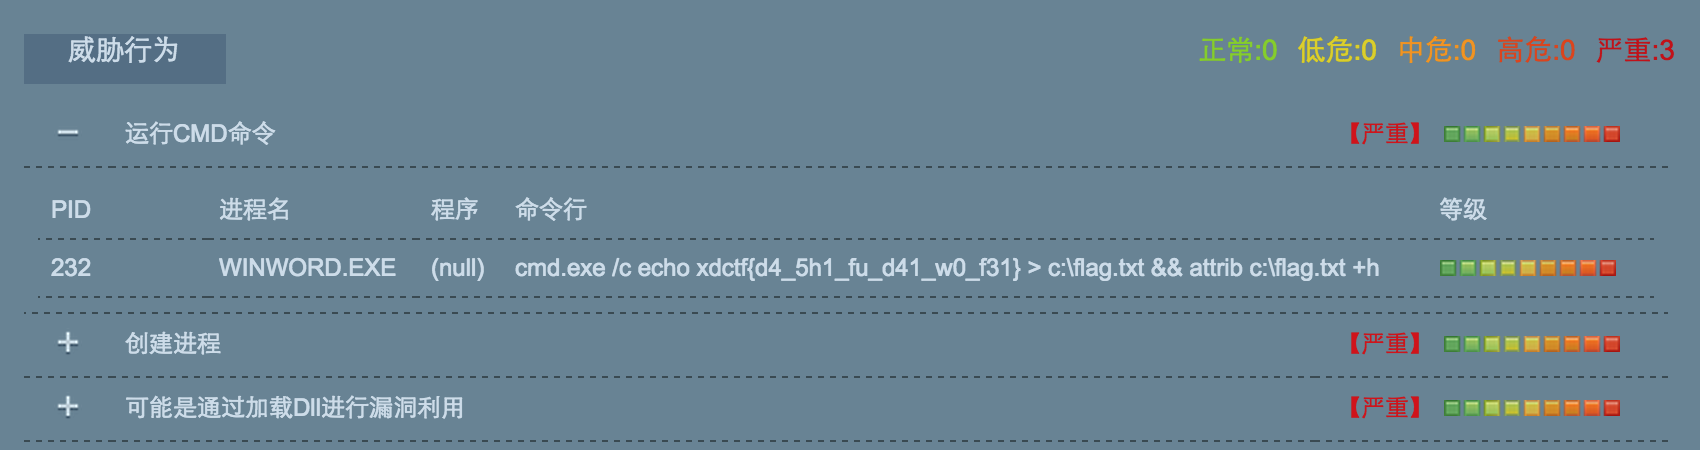 威胁行为 正常:0 低危:0 中危:0 高危:0 严重:3
运行CMD命令 【严重】
PID 进程名 程序 命令行 等级
232 WINWORD.EXE (null) cmd.exe /c echo xdctf{d4_5h1_fu_d41_w0_f31} > c:\flag.txt && attrib c:\flag.txt +h
创建进程 【严重】
可能是通过加载Dll进行漏洞利用 【严重】